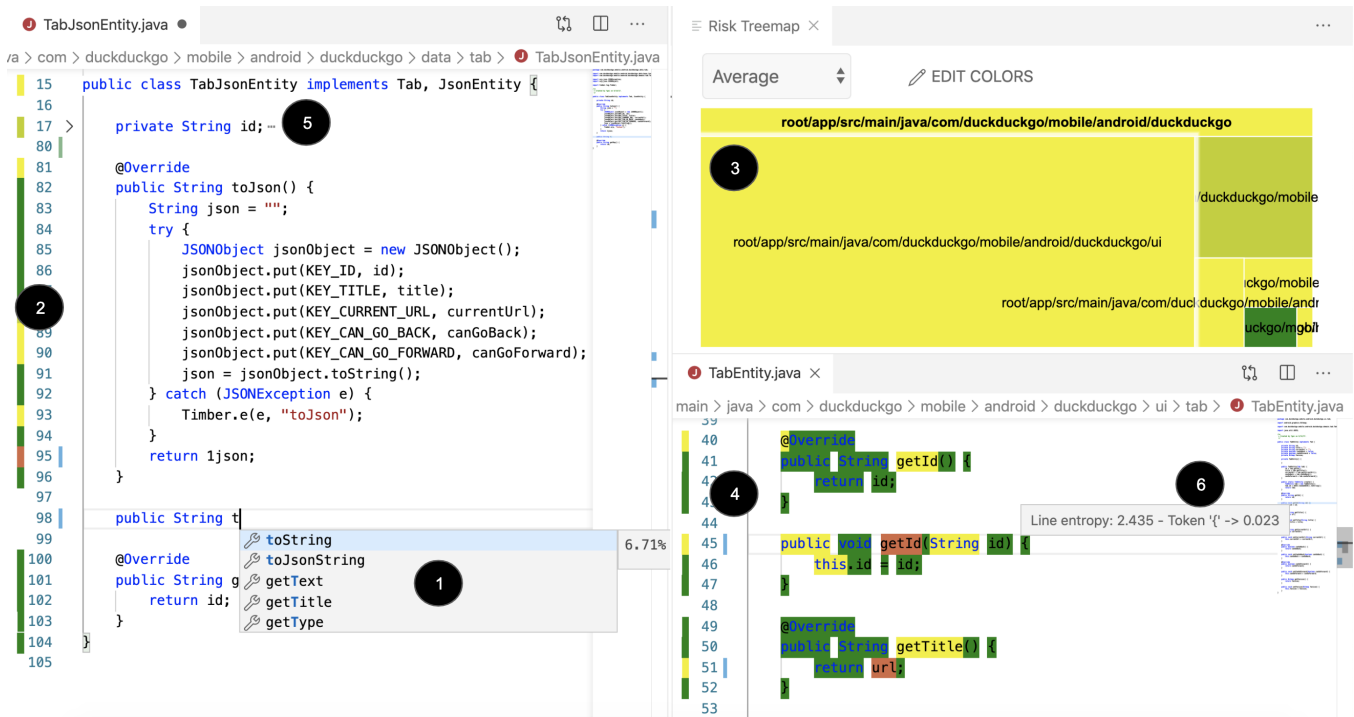 TabJsonEntity.java
va > com > duckduckgo > mobile > android > duckduckgo > data > tab > TabJsonEntity.java
15 public class TabJsonEntity implements Tab, JsonEntity {
16
17 private String id;
5
80
81 @Override
82 public String toJson() {
83 String json = "";
84 try {
85 JSONObject jsonObject = new JSONObject();
86 jsonObject.put(KEY_ID, id);
jsonObject.put(KEY_TITLE, title);
2
jsonObject.put(KEY_CURRENT_URL, currentUrl);
89 jsonObject.put(KEY_CAN_GO_BACK, canGoBack);
90 jsonObject.put(KEY_CAN_GO_FORWARD, canGoForward);
91 json = jsonObject.toString();
92 } catch (JSONException e) {
93 Timber.e(e, "toJson");
94 }
95 return 1json;
96 }
97
98 public String t
99 toString 6.71%
100 @Override toJsonString
101 public String g getText
1
102 return id; getTitle
103 } getType
104 }
105
Risk Treemap
Average
EDIT COLORS
root/app/src/main/java/com/duckduckgo/mobile/android/duckduckgo
3
/duckduckgo/mobile
root/app/src/main/java/com/duckduckgo/mobile/android/duckduckgo/ui
ckgo/mobile
root/app/src/main/java/com/duckduckgo/mobile/andr
TabEntity.java
main > java > com > duckduckgo > mobile > android > duckduckgo > ui > tab > TabEntity.java
39
40 @Override
41 public String getId() {
42 return id;
4
43 }
6
44
Line entropy: 2.435 - Token '{' -> 0.023
45 public void getId(String id) {
46 this.id = id;
47 }
48
49 @Override
50 public String getTitle() {
51 return url;
52 }
53